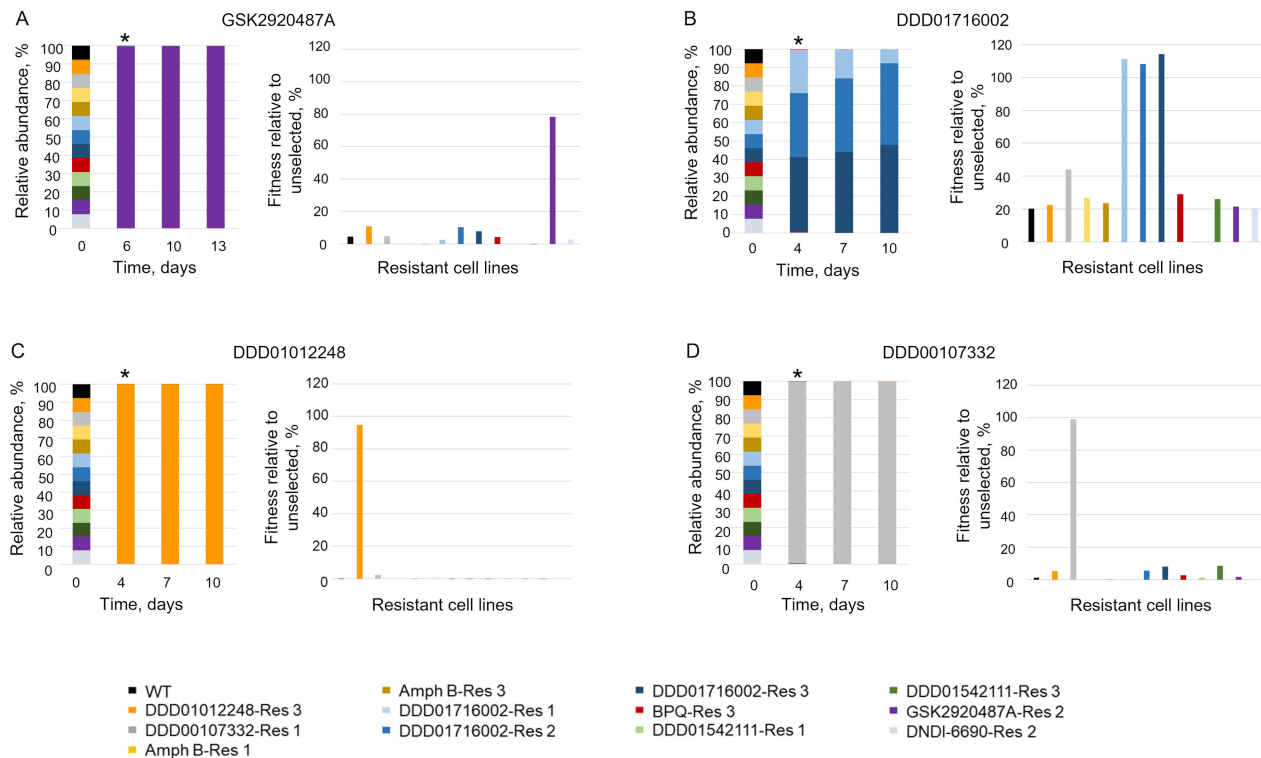 A
GSK2920487A
Relative abundance, %
100
90
80
70
60
50
40
30
20
10
0
*
0 6 10 13
Time, days
Fitness relative to
unselected, %
120
100
80
60
40
20
0
Resistant cell lines
B
DDD01716002
Relative abundance, %
100
90
80
70
60
50
40
30
20
10
0
*
0 4 7 10
Time, days
Fitness relative to
unselected, %
120
100
80
60
40
20
0
Resistant cell lines
C
DDD01012248
Relative abundance, %
100
90
80
70
60
50
40
30
20
10
0
*
0 4 7 10
Time, days
Fitness relative to
unselected, %
120
100
80
60
40
20
0
Resistant cell lines
D
DDD00107332
Relative abundance, %
100
90
80
70
60
50
40
30
20
10
0
*
0 4 7 10
Time, days
Fitness relative to
unselected, %
120
100
80
60
40
20
0
Resistant cell lines
WT
DDD01012248-Res 3
DDD00107332-Res 1
Amph B-Res 1
Amph B-Res 3
DDD01716002-Res 1
DDD01716002-Res 2
DDD01716002-Res 3
BPQ-Res 3
DDD01542111-Res 1
DDD01542111-Res 3
GSK2920487A-Res 2
DNDI-6690-Res 2